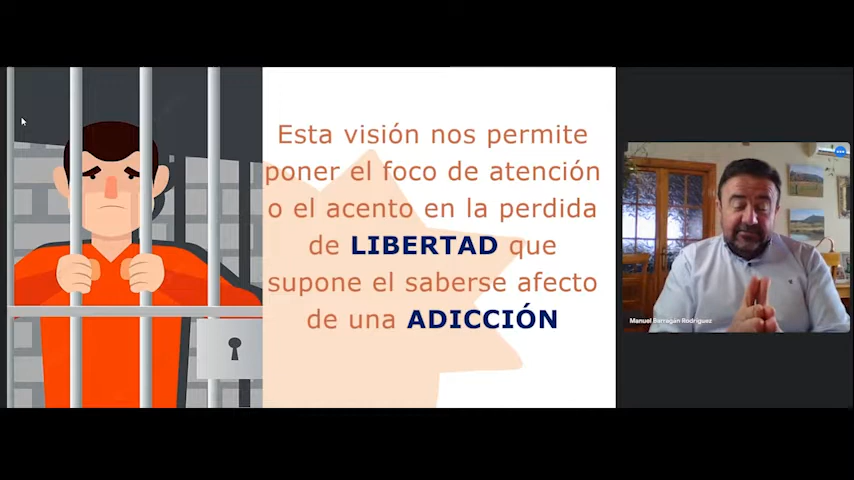 Esta visión nos permite
poner el foco de atención
o el acento en la perdida
de LIBERTAD que
supone el saberse afecto
de una ADICCIÓN
Manuel Barragán Rodríguez